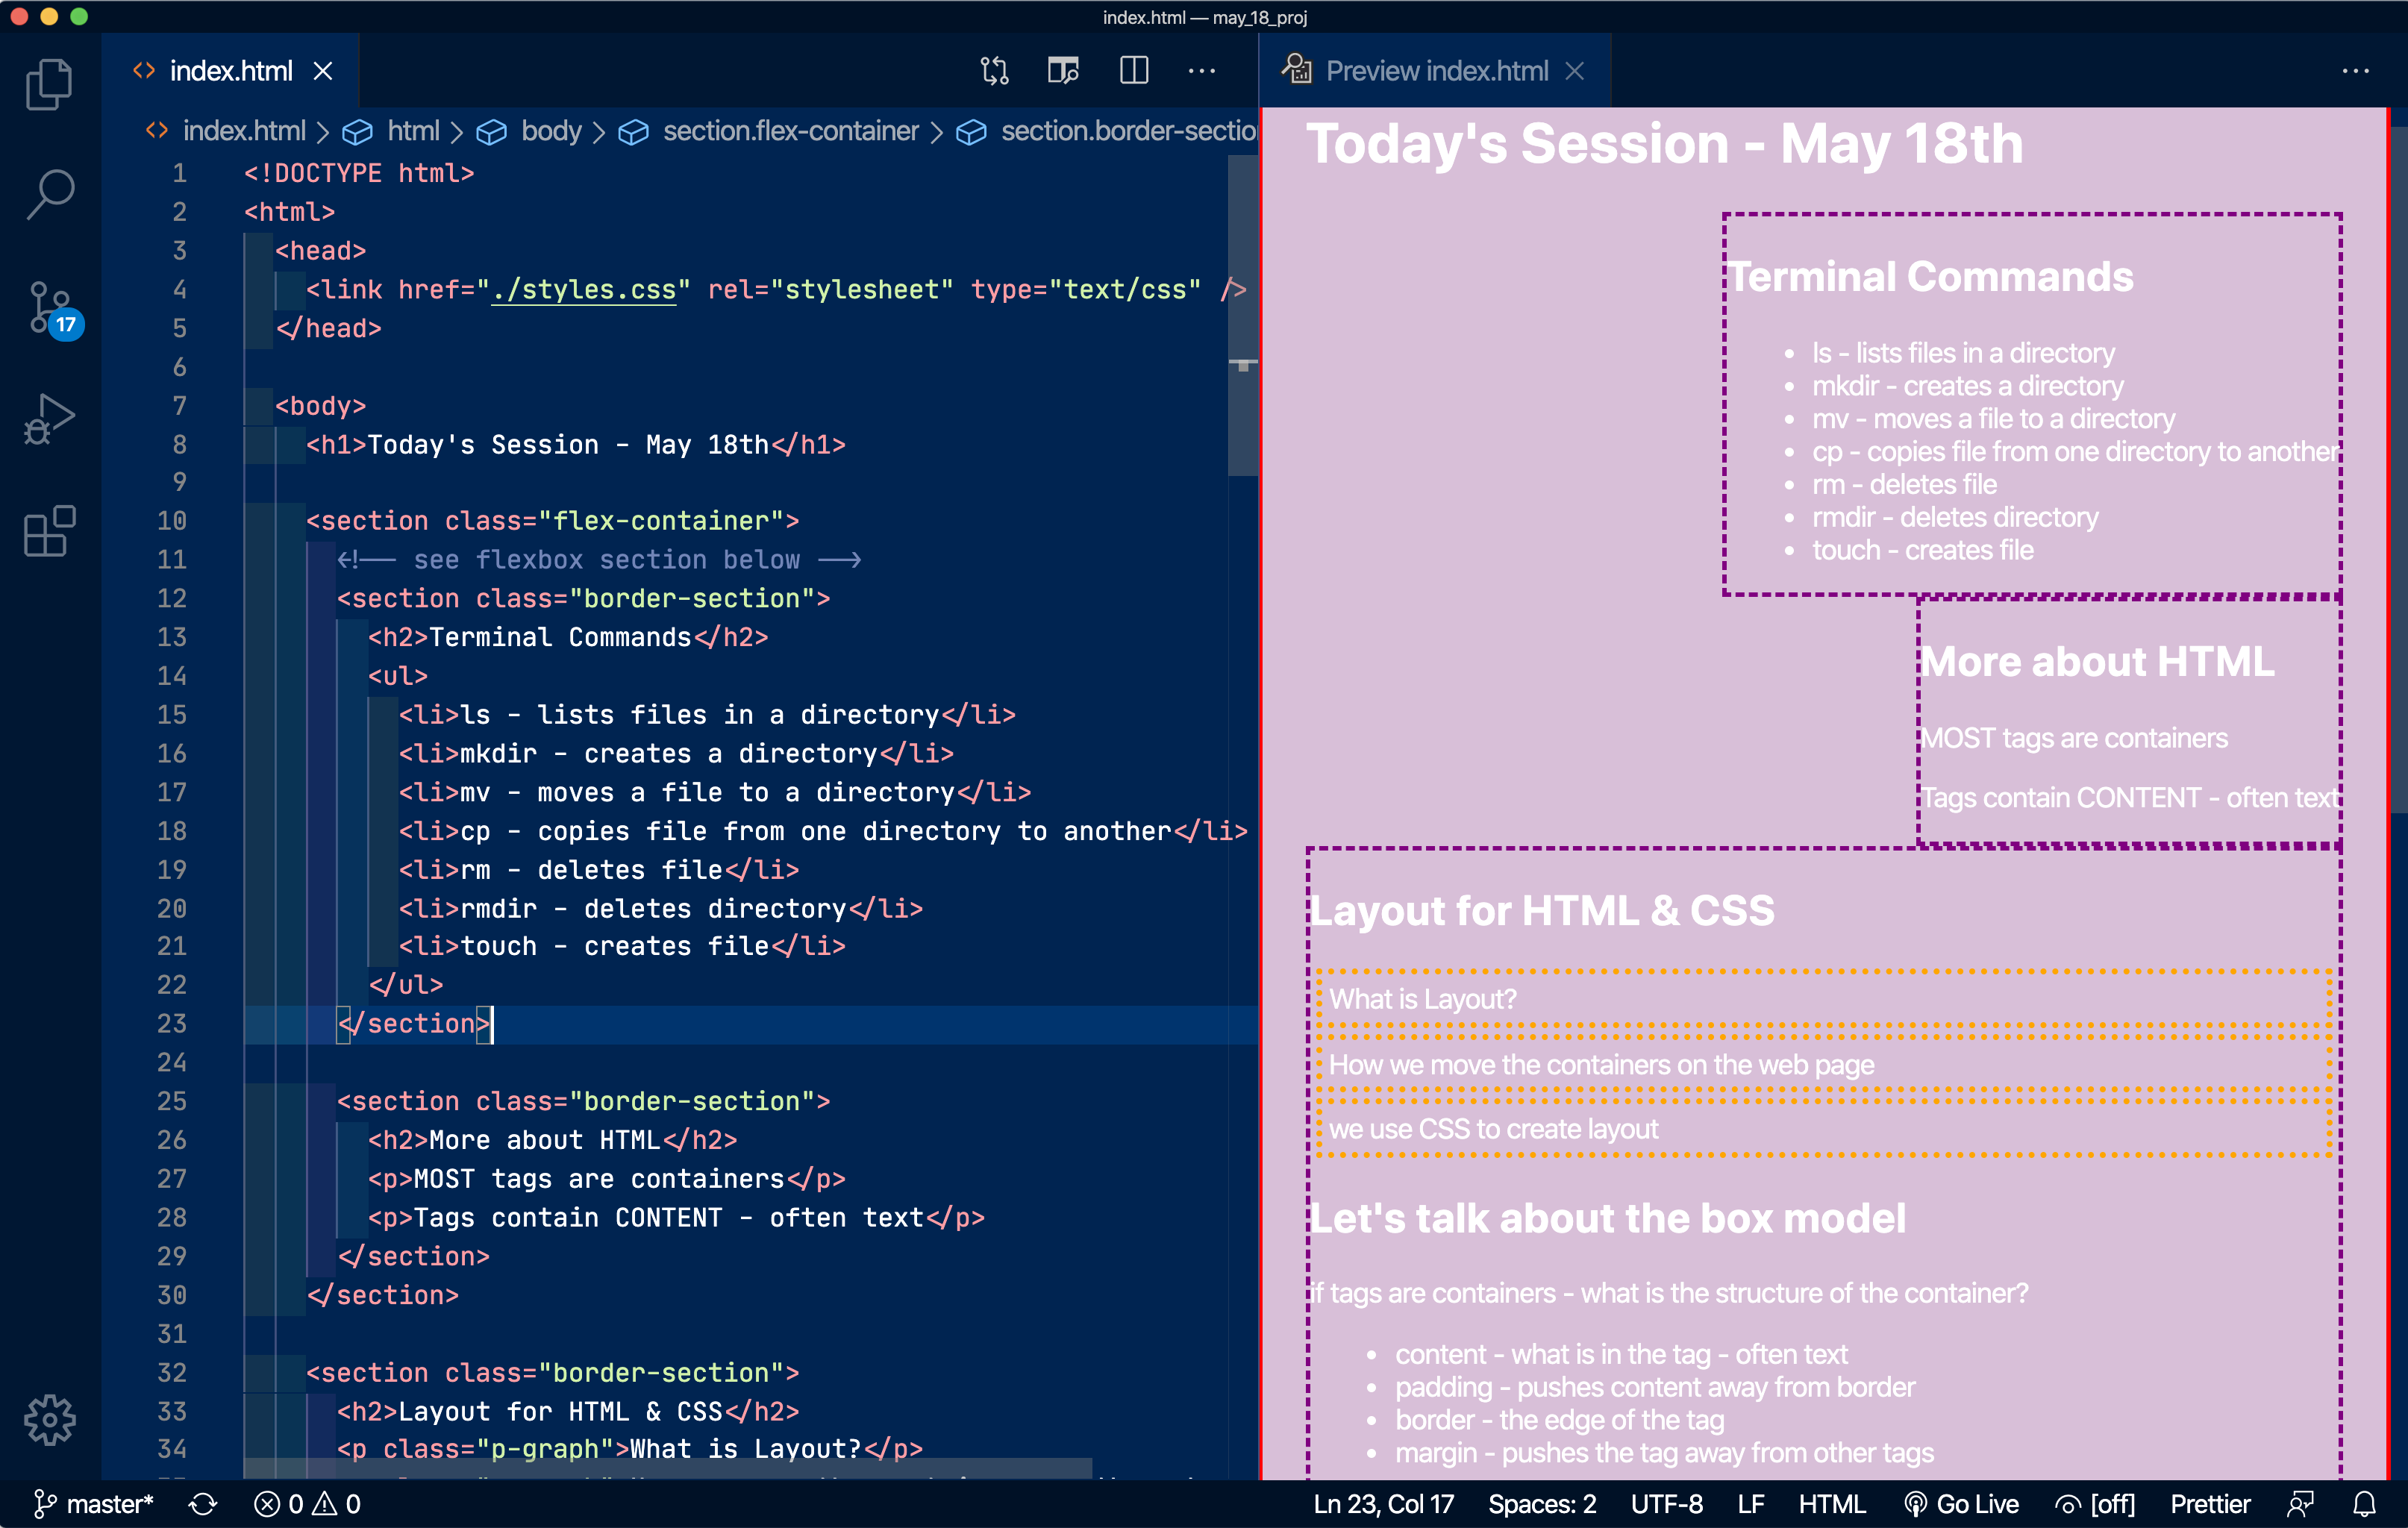 index.html — may_18_proj
index.html
Preview index.html
index.html > html > body > section.flex-container > section.border-sectio
1 <!DOCTYPE html>
2 <html>
3 <head>
4 <link href="./styles.css" rel="stylesheet" type="text/css" />
5 </head>
6
7 <body>
8 <h1>Today's Session - May 18th</h1>
9
10 <section class="flex-container">
11 <!-- see flexbox section below -->
12 <section class="border-section">
13 <h2>Terminal Commands</h2>
14 <ul>
15 <li>ls - lists files in a directory</li>
16 <li>mkdir - creates a directory</li>
17 <li>mv - moves a file to a directory</li>
18 <li>cp - copies file from one directory to another</li>
19 <li>rm - deletes file</li>
20 <li>rmdir - deletes directory</li>
21 <li>touch - creates file</li>
22 </ul>
23 </section>
24
25 <section class="border-section">
26 <h2>More about HTML</h2>
27 <p>MOST tags are containers</p>
28 <p>Tags contain CONTENT - often text</p>
29 </section>
30 </section>
31
32 <section class="border-section">
33 <h2>Layout for HTML & CSS</h2>
34 <p class="p-graph">What is Layout?</p>
17
Today's Session - May 18th
Terminal Commands
• ls - lists files in a directory
• mkdir - creates a directory
• mv - moves a file to a directory
• cp - copies file from one directory to another
• rm - deletes file
• rmdir - deletes directory
• touch - creates file
More about HTML
MOST tags are containers
Tags contain CONTENT - often text
Layout for HTML & CSS
What is Layout?
How we move the containers on the web page
we use CSS to create layout
Let's talk about the box model
if tags are containers - what is the structure of the container?
• content - what is in the tag - often text
• padding - pushes content away from border
• border - the edge of the tag
• margin - pushes the tag away from other tags
master* 0 0 Ln 23, Col 17 Spaces: 2 UTF-8 LF HTML Go Live [off] Prettier